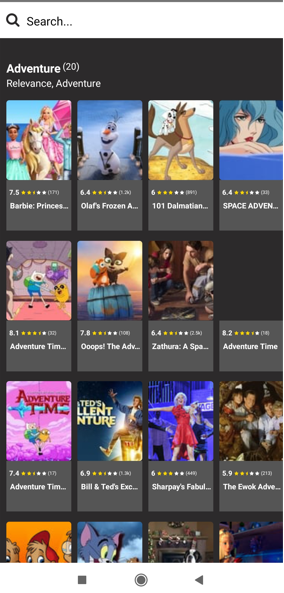 Search...
Adventure (20)
Relevance, Adventure
7.5 (171)
Barbie: Princes...
6.4 (1.2k)
Olaf's Frozen A...
6 (891)
101 Dalmatian...
6.4 (33)
SPACE ADVEN...
8.1 (32)
Adventure Tim...
7.8 (108)
Ooops! The Adv...
6.4 (2.5k)
Zathura: A Spa...
8.2 (18)
Adventure Time
ADVENTURE
TIME
TED'S
LLENT
NTURE
7.4 (17)
Adventure Tim...
6.9 (1.3k)
Bill & Ted's Exc...
6 (449)
Sharpay's Fabul...
5.9 (213)
The Ewok Adve...